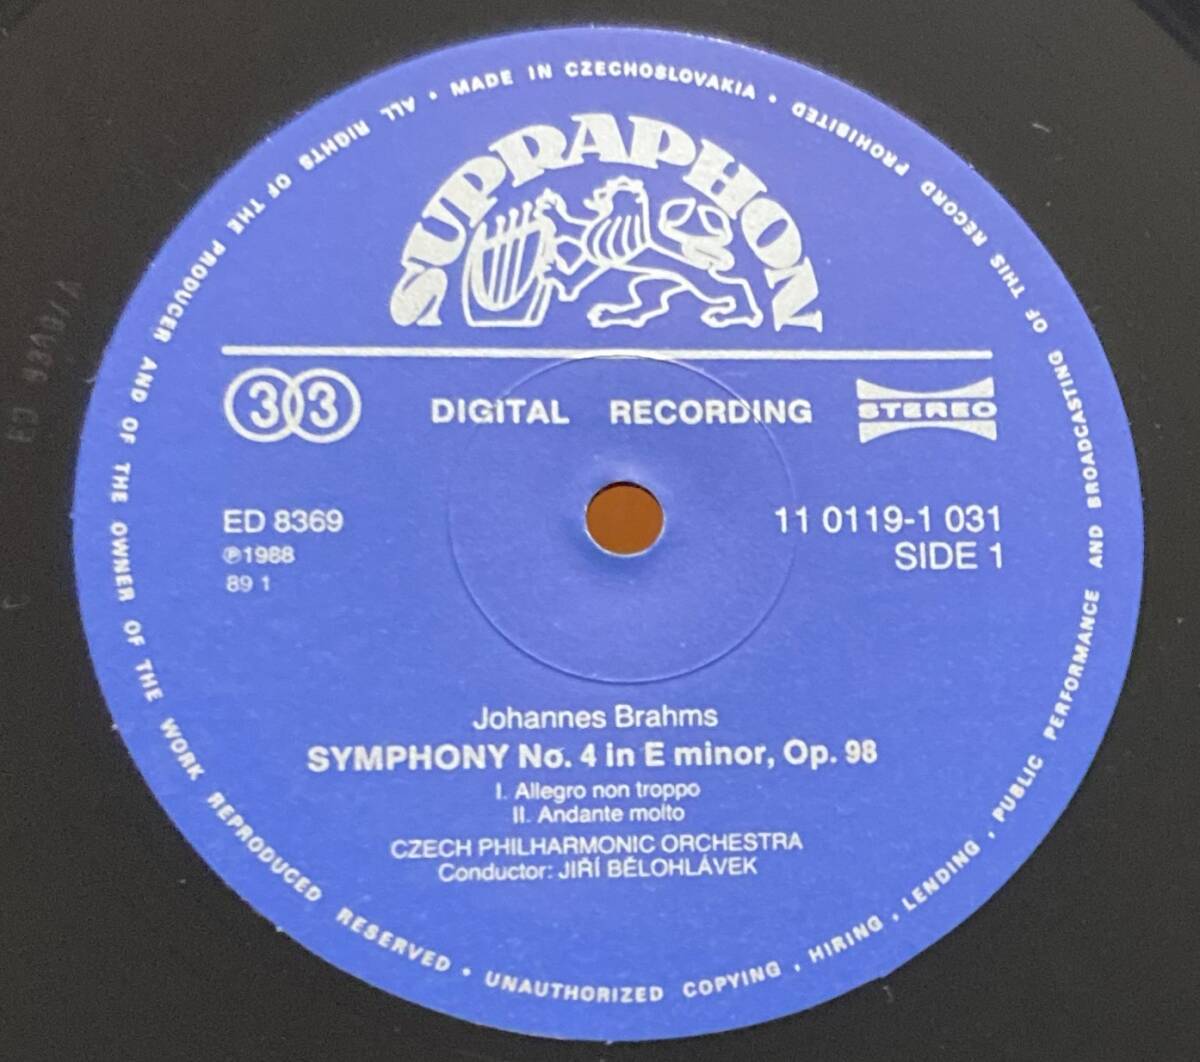 MADE IN CZECHOSLOVAKIA • ALL RIGHTS OF THE PRODUCER AND OF THE OWNER OF THE WORK REPRODUCED RESERVED • UNAUTHORIZED COPYING , HIRING , LENDING , PUBLIC PERFORMANCE AND BROADCASTING OF THIS RECORD PROHIBITED •
SUPRAPHON
33 DIGITAL RECORDING STEREO
ED 8369 11 0119-1 031
℗1988 SIDE 1
89 1
Johannes Brahms
SYMPHONY No. 4 in E minor, Op. 98
I. Allegro non troppo
II. Andante molto
CZECH PHILHARMONIC ORCHESTRA
Conductor: JIŘÍ BĚLOHLÁVEK